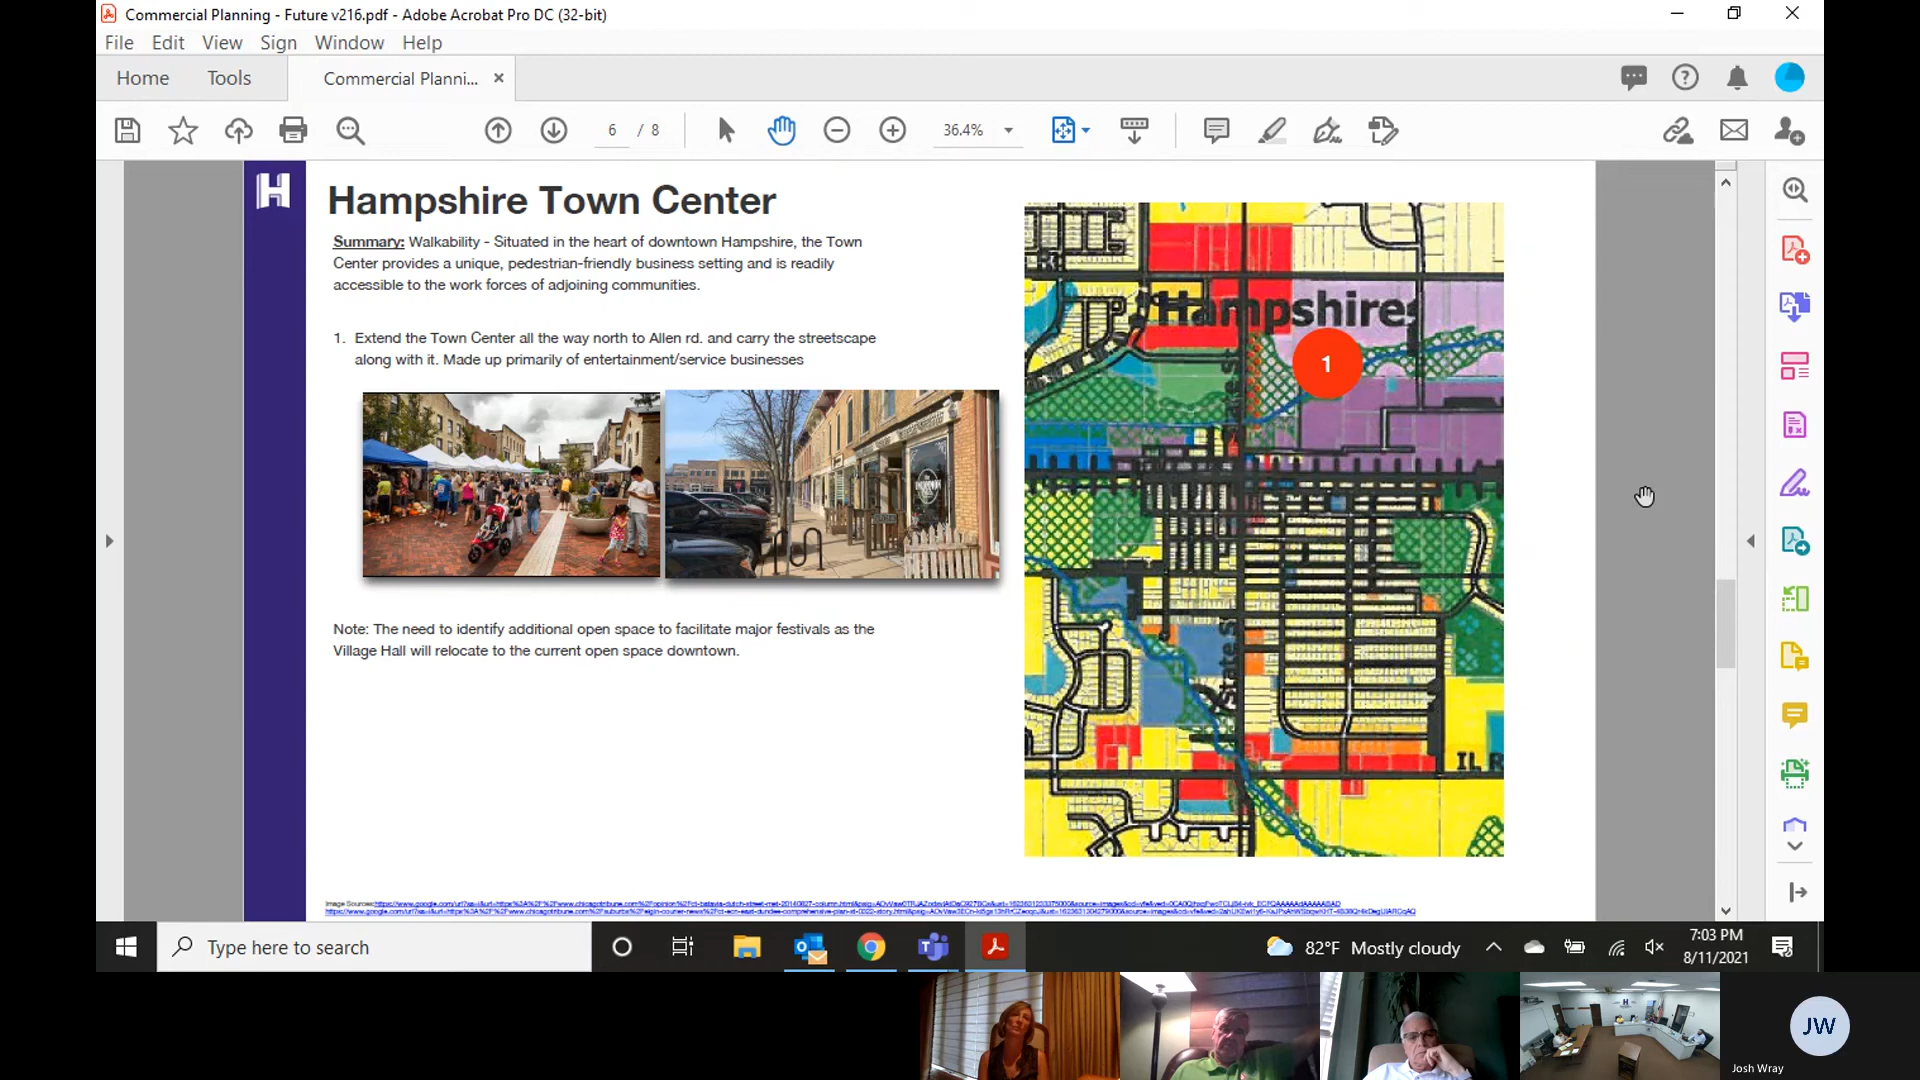 Commercial Planning - Future v216.pdf - Adobe Acrobat Pro DC (32-bit)
File Edit View Sign Window Help
Home Tools Commercial Planni... ×
6 / 8 36.4%
H
Hampshire Town Center
Summary: Walkability - Situated in the heart of downtown Hampshire, the Town
Center provides a unique, pedestrian-friendly business setting and is readily
accessible to the work forces of adjoining communities.
1. Extend the Town Center all the way north to Allen rd. and carry the streetscape
along with it. Made up primarily of entertainment/service businesses
Note: The need to identify additional open space to facilitate major festivals as the
Village Hall will relocate to the current open space downtown.
Hampshire
1
State S
IL R
Image Sources:
Type here to search
82°F Mostly cloudy
7:03 PM
8/11/2021
JW
Josh Wray